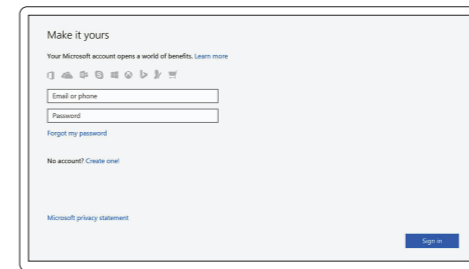 Make it yours
Your Microsoft account opens a world of benefits. Learn more
Email or phone
Password
Forgot my password
No account? Create one!
Microsoft privacy statement
Sign in